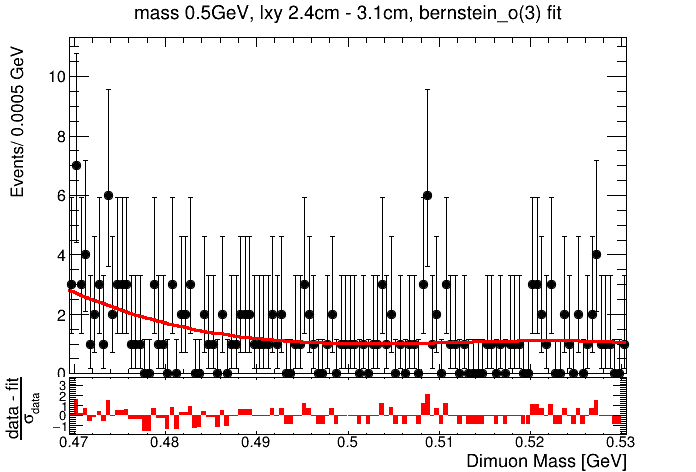 mass 0.5GeV, lxy 2.4cm - 3.1cm, bernstein_o(3) fit
Events/ 0.0005 GeV
10
8
6
4
2
0
data - fit
σdata
3
2
1
0
−1
0.47 0.48 0.49 0.5 0.51 0.52 0.53
Dimuon Mass [GeV]